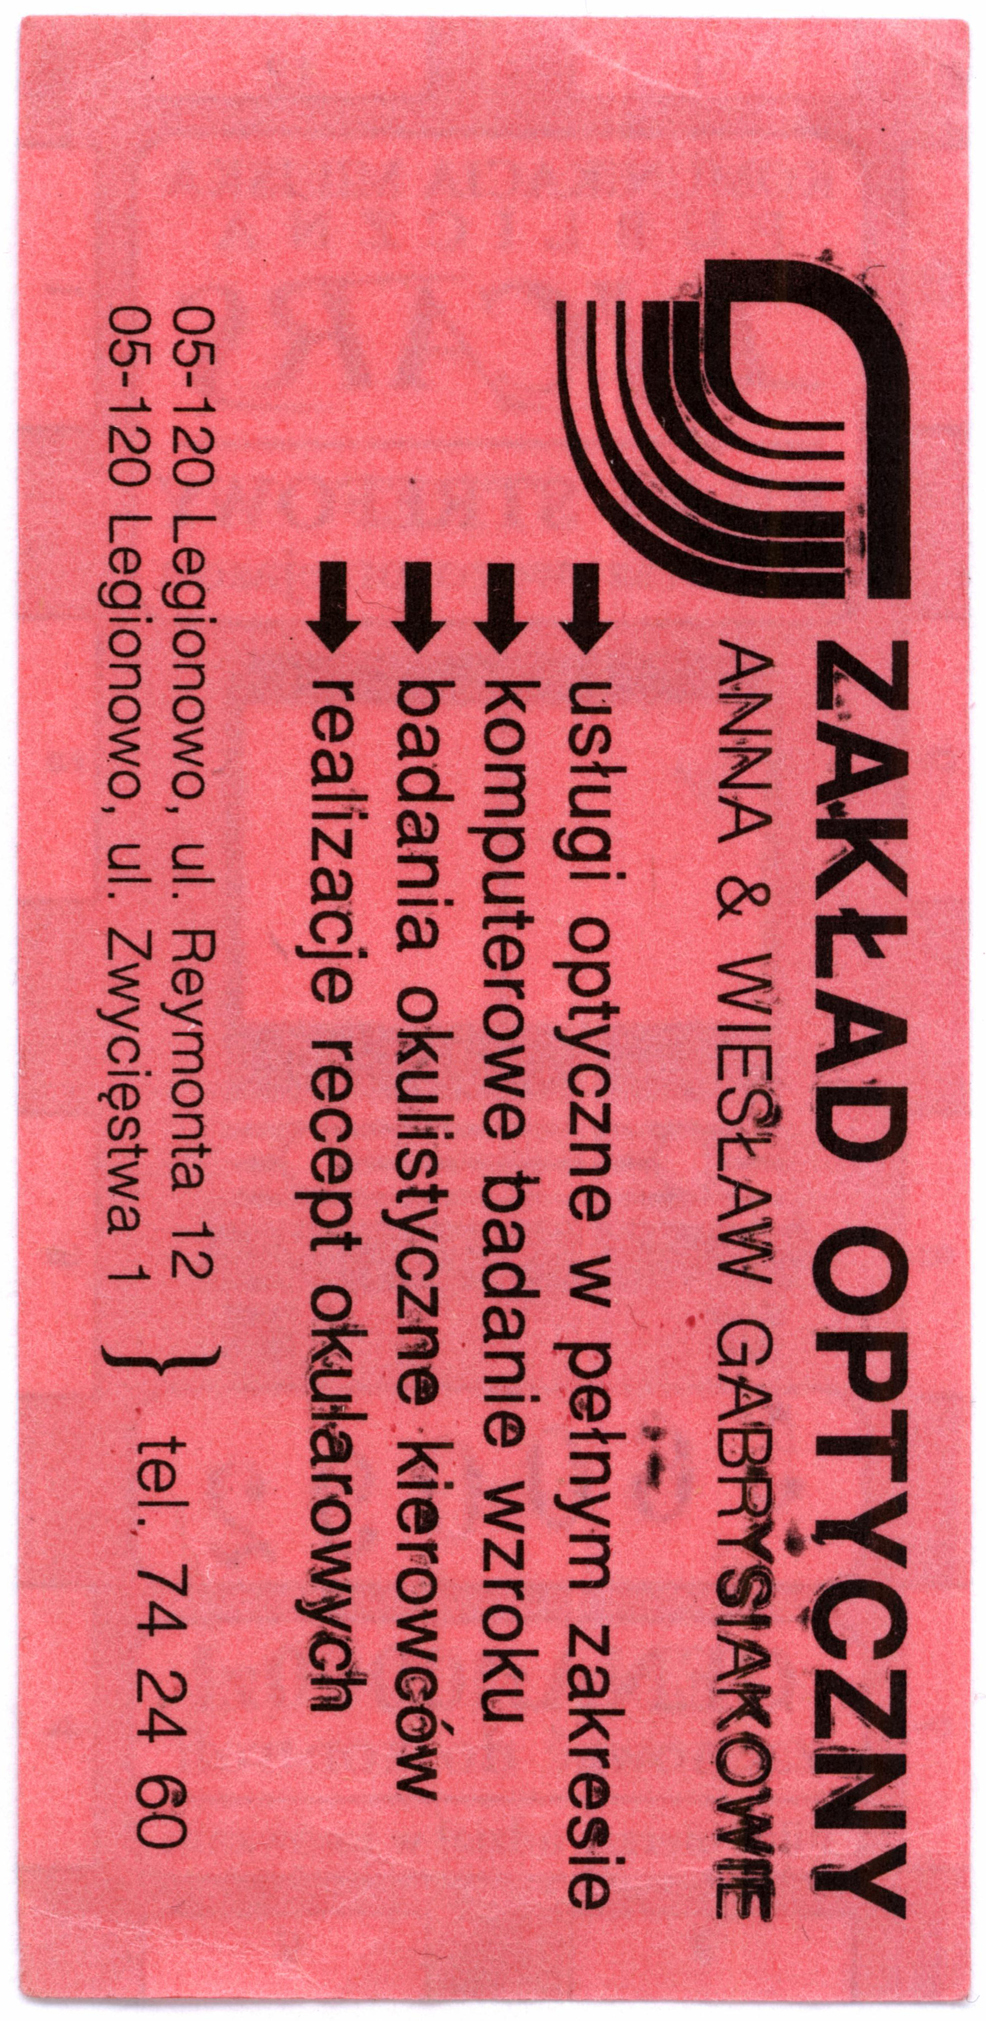 ZAKŁAD OPTYCZNY
ANNA & WIESŁAW GABRYSIAKOWIE
usługi optyczne w pełnym zakresie
komputerowe badanie wzroku
badania okulistyczne kierowców
realizacje recept okularowych
05-120 Legionowo, ul. Reymonta 12
05-120 Legionowo, ul. Zwycięstwa 1 } tel. 74 24 60